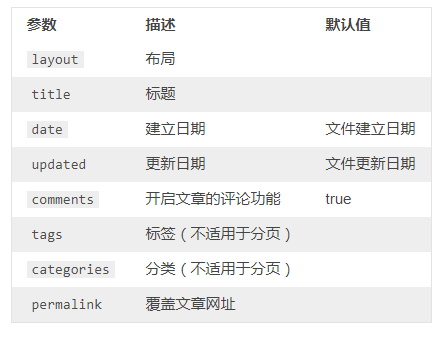 参数 描述 默认值
layout 布局
title 标题
date 建立日期 文件建立日期
updated 更新日期 文件更新日期
comments 开启文章的评论功能 true
tags 标签（不适用于分页）
categories 分类（不适用于分页）
permalink 覆盖文章网址